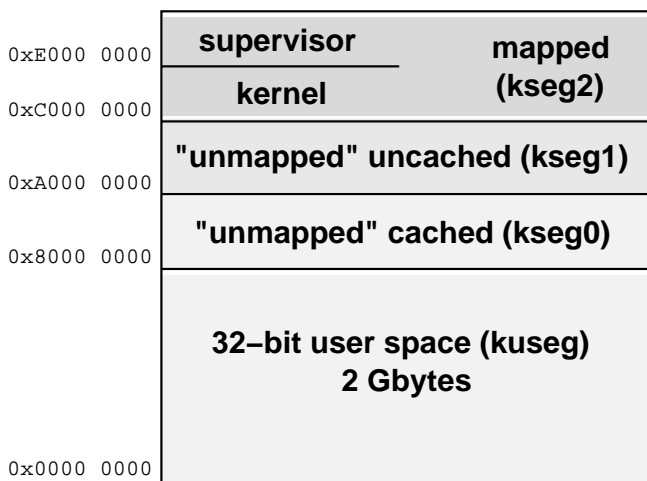 supervisor
mapped
0xE000 0000
(kseg2)
kernel
0xC000 0000
"unmapped" uncached (kseg1)
0xA000 0000
"unmapped" cached (kseg0)
0x8000 0000
32–bit user space (kuseg)
2 Gbytes
0x0000 0000